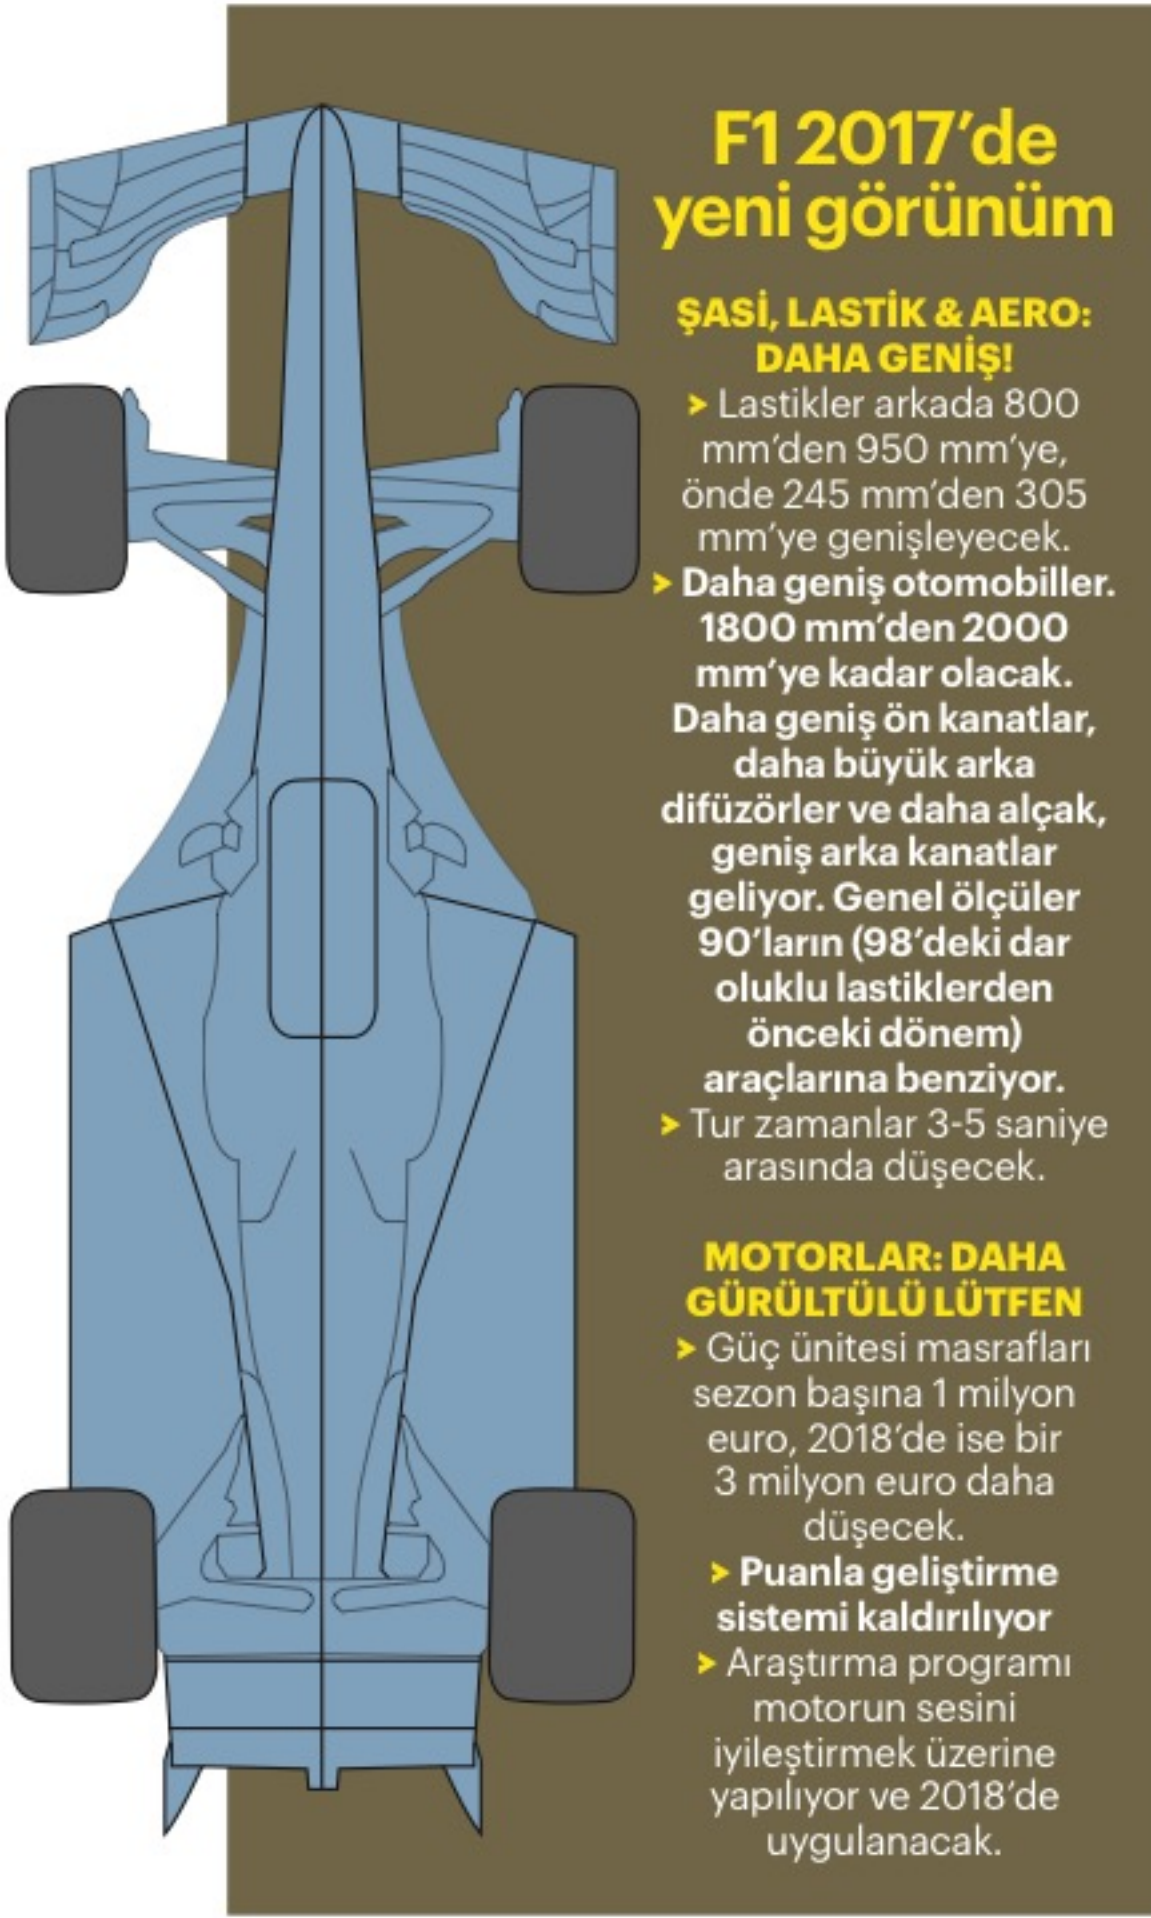 F1 2017’de
yeni görünüm
ŞASİ, LASTİK & AERO:
DAHA GENİŞ!
> Lastikler arkada 800
mm’den 950 mm’ye,
önde 245 mm’den 305
mm’ye genişleyecek.
> Daha geniş otomobiller.
1800 mm’den 2000
mm’ye kadar olacak.
Daha geniş ön kanatlar,
daha büyük arka
difüzörler ve daha alçak,
geniş arka kanatlar
geliyor. Genel ölçüler
90’ların (98’deki dar
oluklu lastiklerden
önceki dönem)
araçlarına benziyor.
> Tur zamanlar 3-5 saniye
arasında düşecek.
MOTORLAR: DAHA
GÜRÜLTÜLÜ LÜTFEN
> Güç ünitesi masrafları
sezon başına 1 milyon
euro, 2018’de ise bir
3 milyon euro daha
düşecek.
> Puanla geliştirme
sistemi kaldırılıyor
> Araştırma programı
motorun sesini
iyileştirmek üzerine
yapılıyor ve 2018’de
uygulanacak.